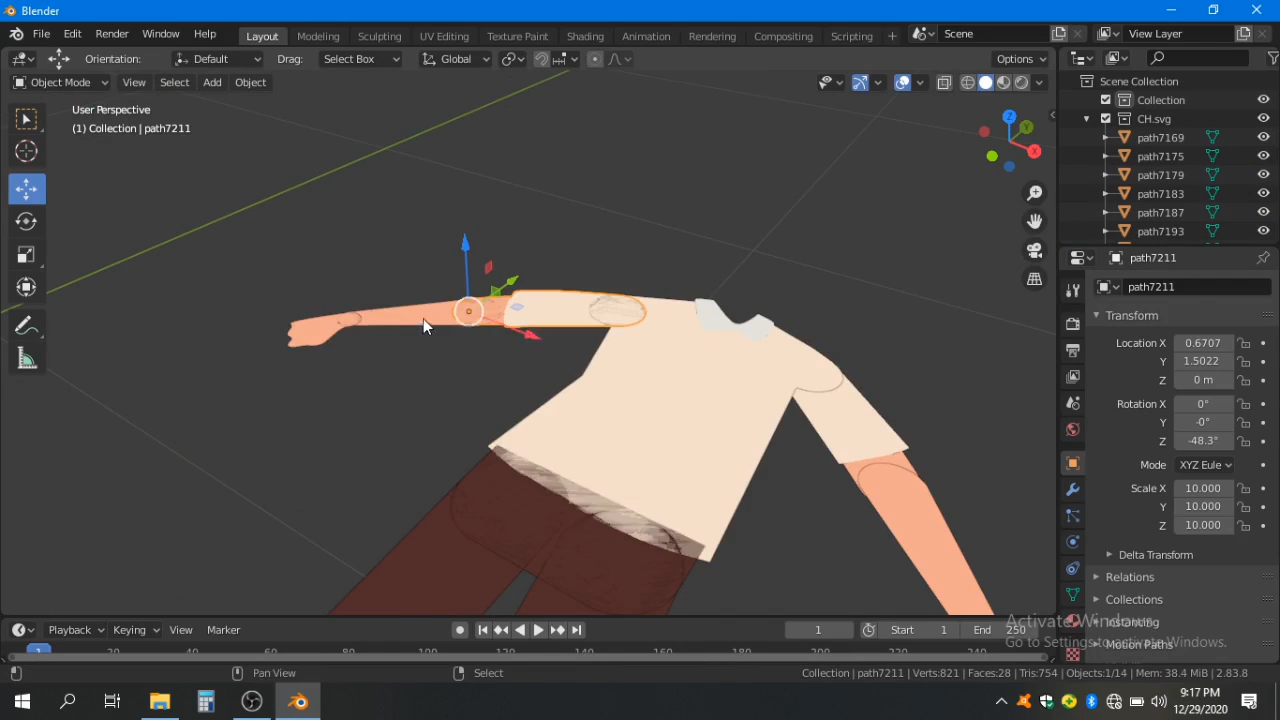 Blender
File Edit Render Window Help Layout Modeling Sculpting UV Editing Texture Paint Shading Animation Rendering Compositing Scripting + Scene View Layer
Orientation: Default Drag: Select Box Global Options
Object Mode View Select Add Object
User Perspective
(1) Collection | path7211
Z
Y
X
Scene Collection
Collection
CH.svg
path7169
path7175
path7179
path7183
path7187
path7193
path7211
path7211
Transform
Location X 0.6707
Y 1.5022
Z 0 m
Rotation X 0°
Y -0°
Z -48.3°
Mode XYZ Eule
Scale X 10.000
Y 10.000
Z 10.000
Delta Transform
Relations
Collections
Instancing
Motion Paths
Activate Windows
Go to Settings to activate Windows.
Playback Keying View Marker 1 Start 1 End 250
1 20 80 100 120 140 160 180 200 220 240
Pan View Select Collection | path7211 | Verts:821 | Faces:28 | Tris:754 | Objects:1/14 | Mem: 38.4 MiB | 2.83.8
9:17 PM
12/29/2020